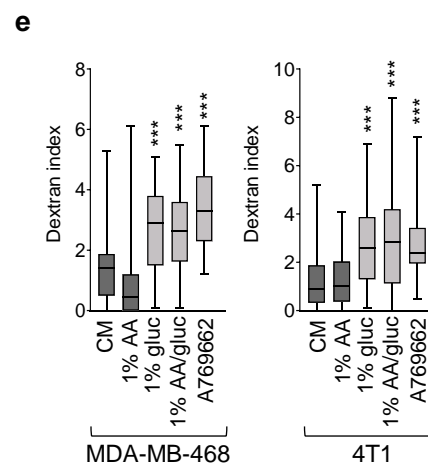 e
8
6
4
2
0
Dextran index
***
***
***
CM
1% AA
1% gluc
1% AA/gluc
A769662
MDA-MB-468
10
8
6
4
2
0
Dextran index
***
***
***
CM
1% AA
1% gluc
1% AA/gluc
A769662
4T1